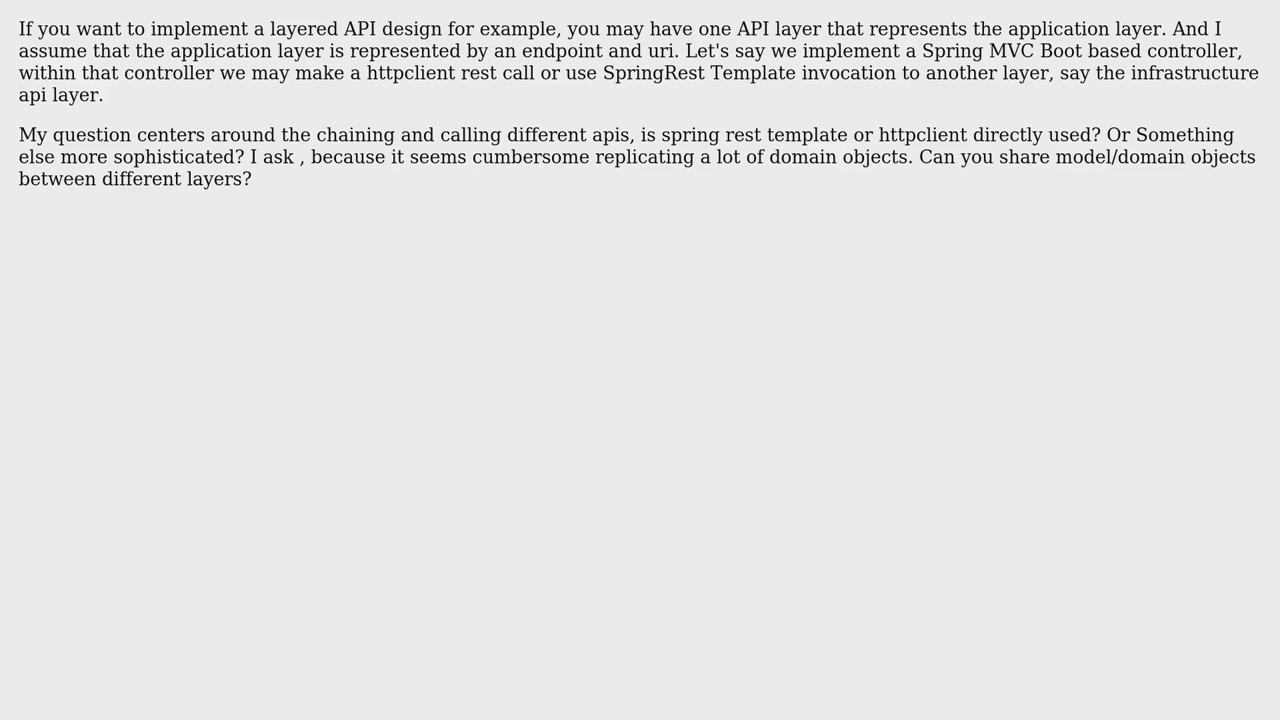 If you want to implement a layered API design for example, you may have one API layer that represents the application layer. And I
assume that the application layer is represented by an endpoint and uri. Let's say we implement a Spring MVC Boot based controller,
within that controller we may make a httpclient rest call or use SpringRest Template invocation to another layer, say the infrastructure
api layer.
My question centers around the chaining and calling different apis, is spring rest template or httpclient directly used? Or Something
else more sophisticated? I ask , because it seems cumbersome replicating a lot of domain objects. Can you share model/domain objects
between different layers?